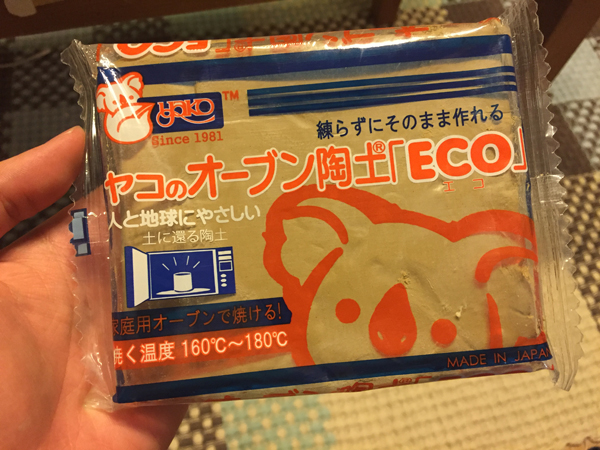 YAKO™
Since 1981
練らずにそのまま作れる
ヤコのオーブン陶土®「ECO」
エコ
人と地球にやさしい
土に還る陶土
家庭用オーブンで焼ける!
焼く温度 160℃〜180℃
MADE IN JAPAN